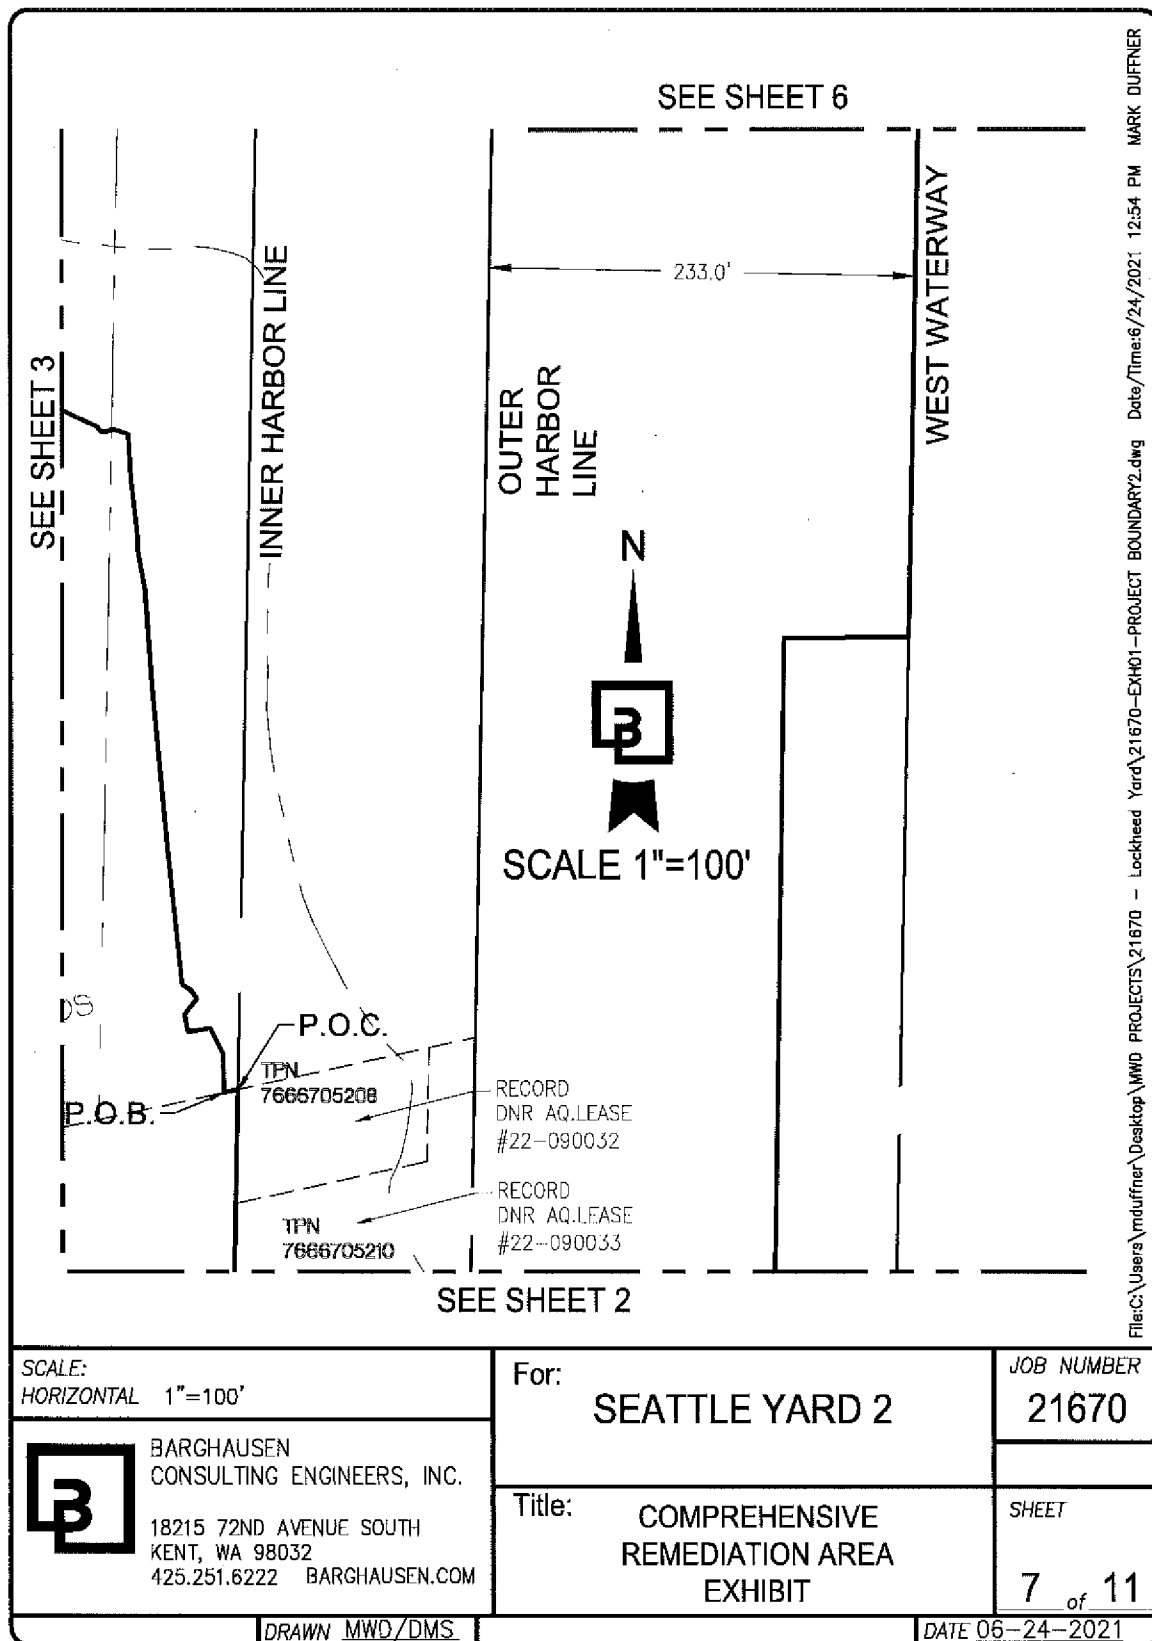 SEE SHEET 6
SEE SHEET 3
INNER HARBOR LINE
233.0'
WEST WATERWAY
OUTER
HARBOR
LINE
N
B
SCALE 1"=100'
P.O.C.
TPN
7666705208
P.O.B.
RECORD
DNR AQ.LEASE
#22-090032
RECORD
DNR AQ.LEASE
#22-090033
TPN
7666705210
SEE SHEET 2
File:C:\Users\mduffner\Desktop\MWD PROJECTS\21670 - Lockheed Yard\21670-EXH01-PROJECT BOUNDARY2.dwg Date/Time:6/24/2021 12:54 PM MARK DUFFNER
SCALE:
HORIZONTAL 1"=100'
B
BARGHAUSEN
CONSULTING ENGINEERS, INC.
18215 72ND AVENUE SOUTH
KENT, WA 98032
425.251.6222 BARGHAUSEN.COM
For:
SEATTLE YARD 2
JOB NUMBER
21670
Title:
COMPREHENSIVE
REMEDIATION AREA
EXHIBIT
SHEET
7 of 11
DRAWN MWD/DMS
DATE 06-24-2021